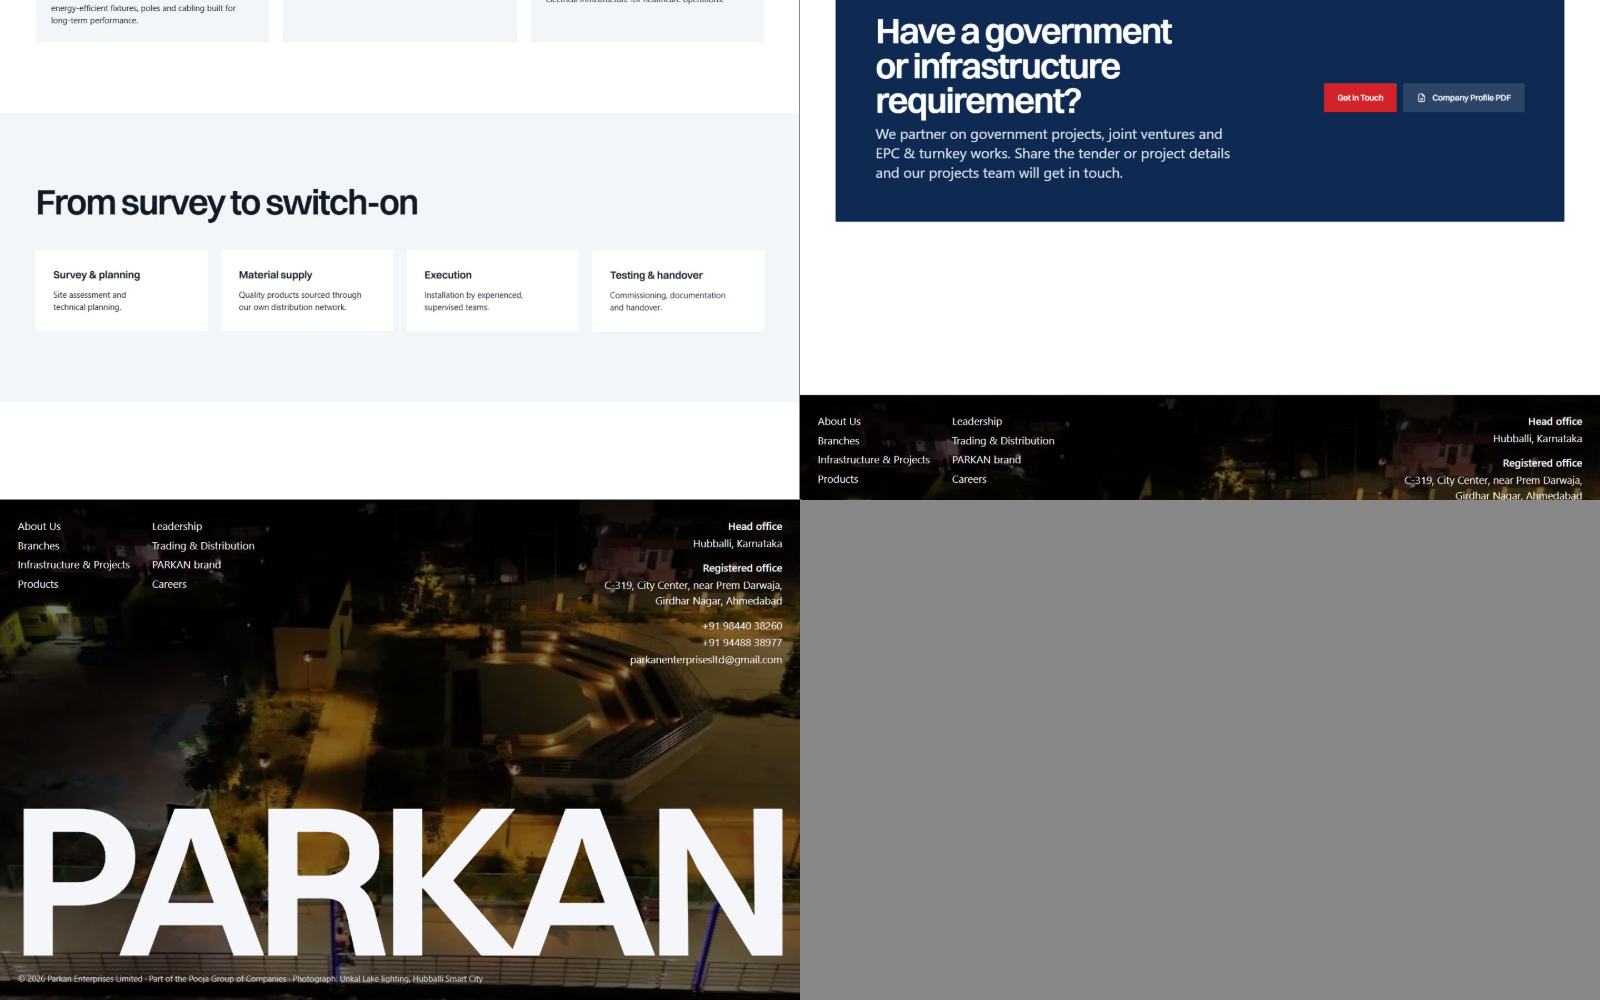 energy-efficient fixtures, poles and cabling built for
long-term performance.
electrical infrastructure for healthcare operations.
From survey to switch-on
Survey & planning
Site assessment and
technical planning.
Material supply
Quality products sourced through
our own distribution network.
Execution
Installation by experienced,
supervised teams.
Testing & handover
Commissioning, documentation
and handover.
Have a government
or infrastructure
requirement?
We partner on government projects, joint ventures and
EPC & turnkey works. Share the tender or project details
and our projects team will get in touch.
Get in Touch
Company Profile PDF
About Us
Branches
Infrastructure & Projects
Products
Leadership
Trading & Distribution
PARKAN brand
Careers
Head office
Hubballi, Karnataka
Registered office
C-319, City Center, near Prem Darwaja,
Girdhar Nagar, Ahmedabad
About Us
Branches
Infrastructure & Projects
Products
Leadership
Trading & Distribution
PARKAN brand
Careers
Head office
Hubballi, Karnataka
Registered office
C-319, City Center, near Prem Darwaja,
Girdhar Nagar, Ahmedabad
+91 98440 38260
+91 94488 38977
parkanenterprisesltd@gmail.com
PARKAN
© 2026 Parkan Enterprises Limited · Part of the Pooja Group of Companies · Photograph: Unkal Lake lighting, Hubballi Smart City